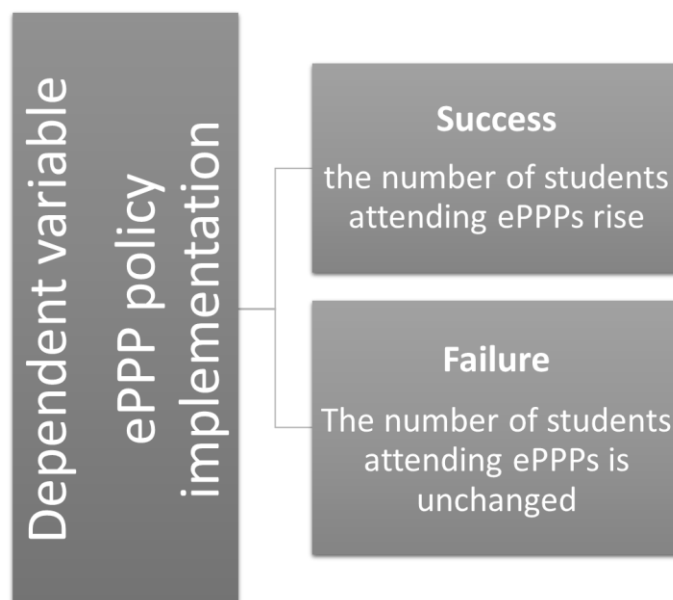 Dependent variable
ePPP policy
implementation
Success
the number of students
attending ePPPs rise
Failure
The number of students
attending ePPPs is
unchanged